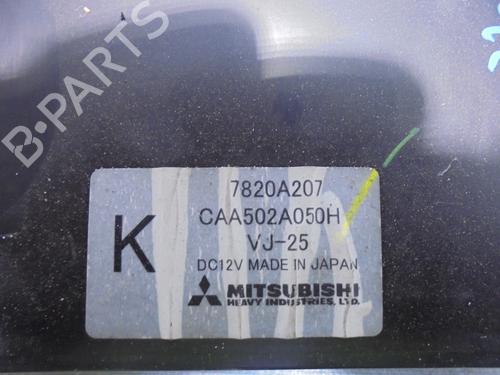 B-PARTS
7820A207
CAA502A050H
K
VJ-25
DC12V MADE IN JAPAN
MITSUBISHI
HEAVY INDUSTRIES, LTD.